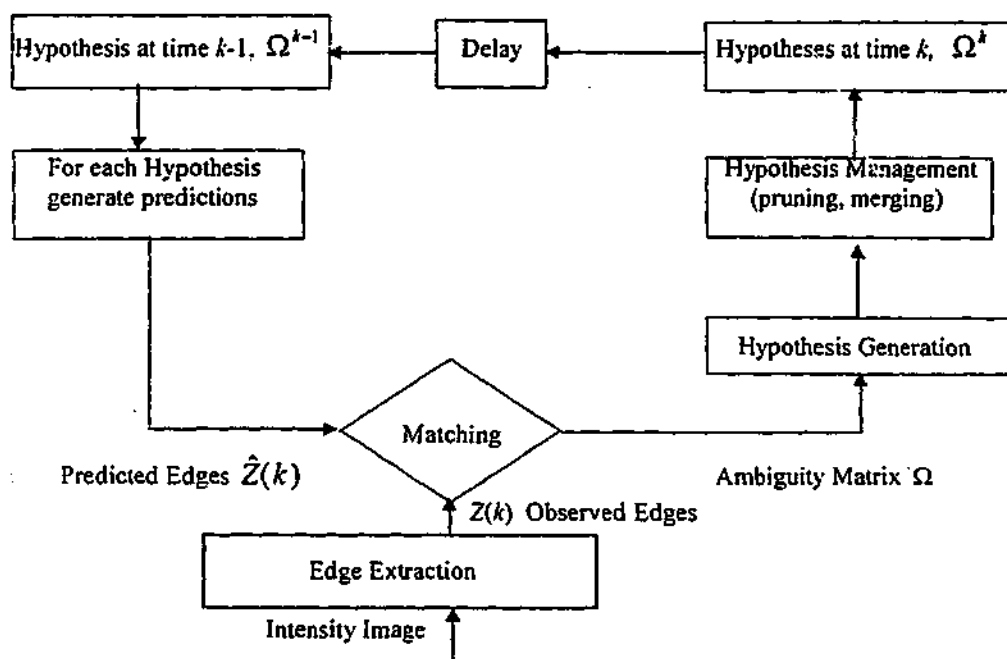 Hypothesis at time k-1, Ω^{k-1}
Delay
Hypotheses at time k, Ω^k
For each Hypothesis
generate predictions
Hypothesis Management
(pruning, merging)
Hypothesis Generation
Matching
Predicted Edges Ẑ(k)
Ambiguity Matrix Ω
Z(k) Observed Edges
Edge Extraction
Intensity Image